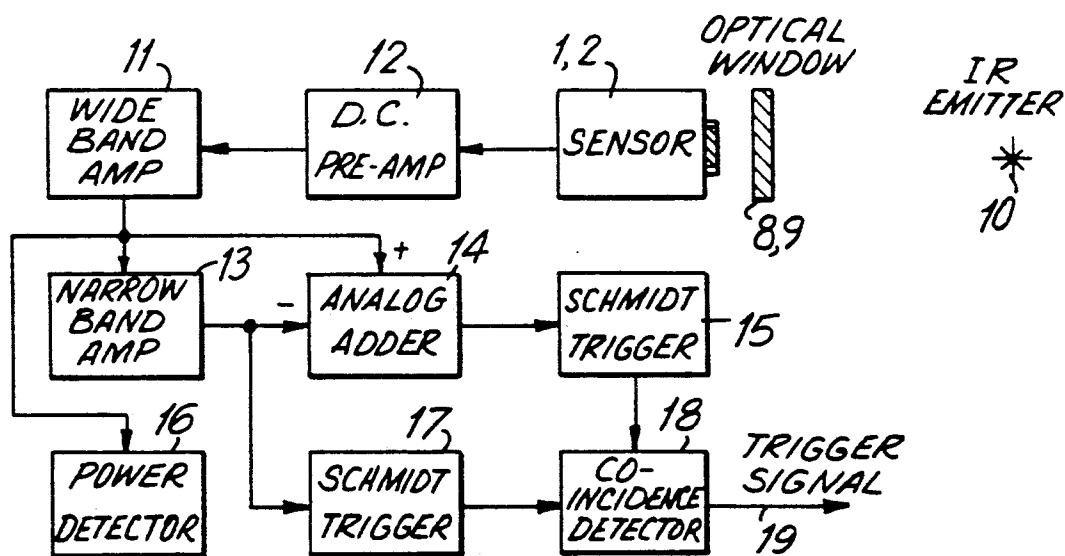 11
WIDE
BAND
AMP
12
D.C.
PRE-AMP
1,2
SENSOR
OPTICAL
WINDOW
8,9
IR
EMITTER
10
13
NARROW
BAND
AMP
+
-
14
ANALOG
ADDER
SCHMIDT
TRIGGER
15
16
POWER
DETECTOR
17
SCHMIDT
TRIGGER
18
CO-
INCIDENCE
DETECTOR
TRIGGER
SIGNAL
19